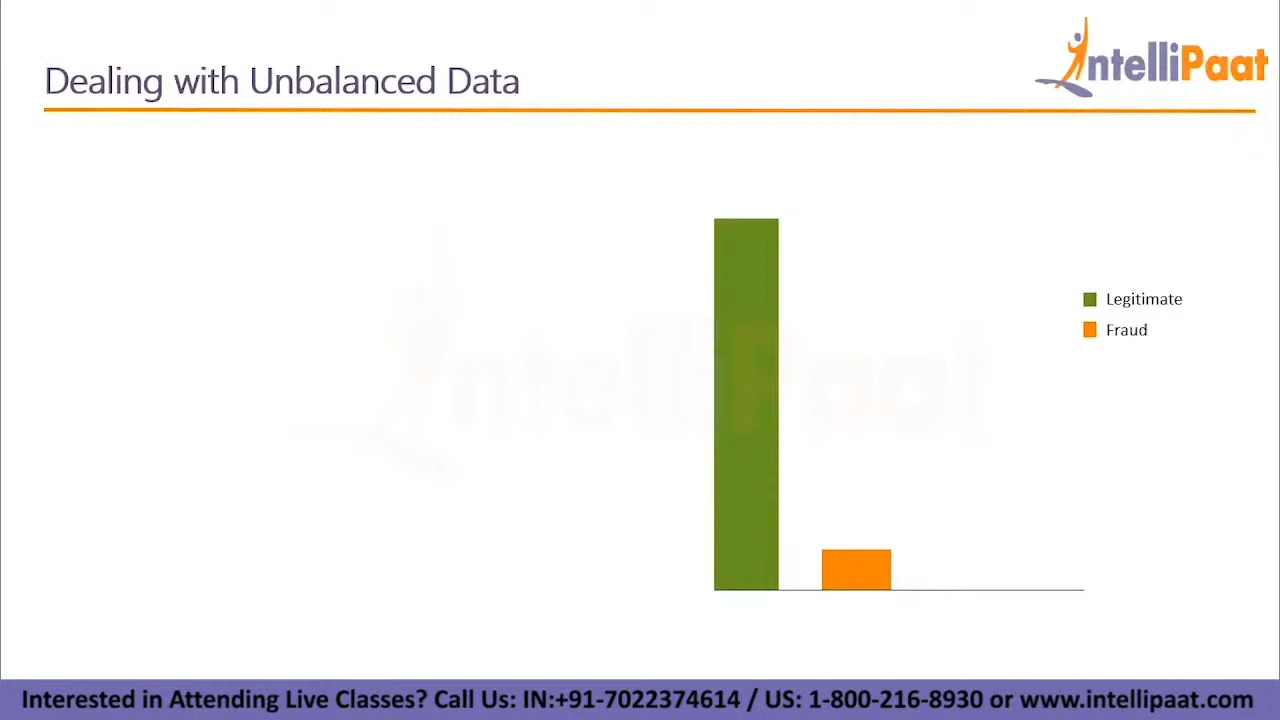 IntelliPaat
Dealing with Unbalanced Data
IntelliPaat
Legitimate
Fraud
Interested in Attending Live Classes? Call Us: IN:+91-7022374614 / US: 1-800-216-8930 or www.intellipaat.com